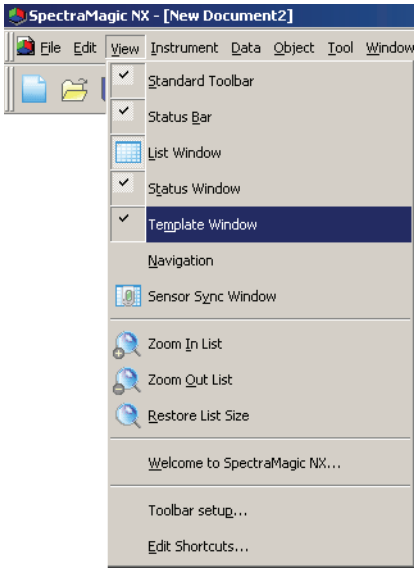 SpectraMagic NX - [New Document2]
File Edit View Instrument Data Object Tool Window
Standard Toolbar
Status Bar
List Window
Status Window
Template Window
Navigation
Sensor Sync Window
Zoom In List
Zoom Out List
Restore List Size
Welcome to SpectraMagic NX...
Toolbar setup...
Edit Shortcuts...